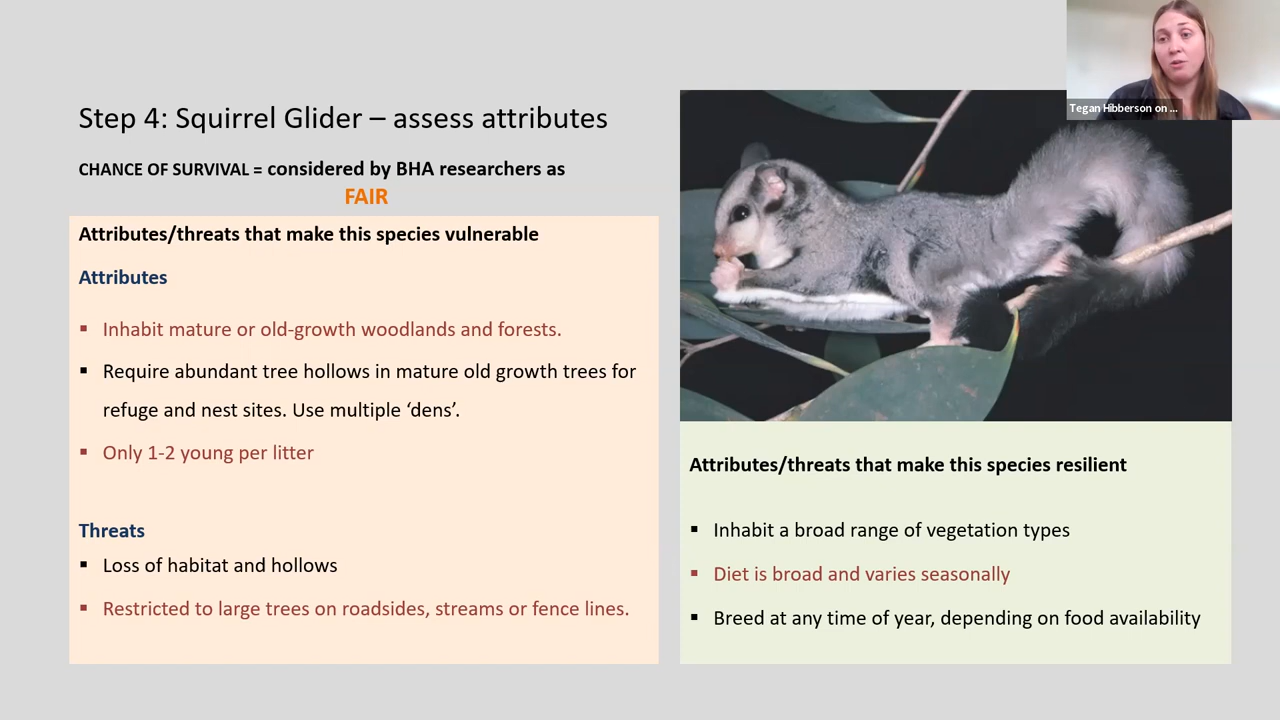 Step 4: Squirrel Glider – assess attributes
CHANCE OF SURVIVAL = considered by BHA researchers as
FAIR
Attributes/threats that make this species vulnerable
Attributes
▪ Inhabit mature or old-growth woodlands and forests.
▪ Require abundant tree hollows in mature old growth trees for
refuge and nest sites. Use multiple ‘dens’.
▪ Only 1-2 young per litter
Threats
▪ Loss of habitat and hollows
▪ Restricted to large trees on roadsides, streams or fence lines.
Tegan Hibberson on ...
Attributes/threats that make this species resilient
▪ Inhabit a broad range of vegetation types
▪ Diet is broad and varies seasonally
▪ Breed at any time of year, depending on food availability